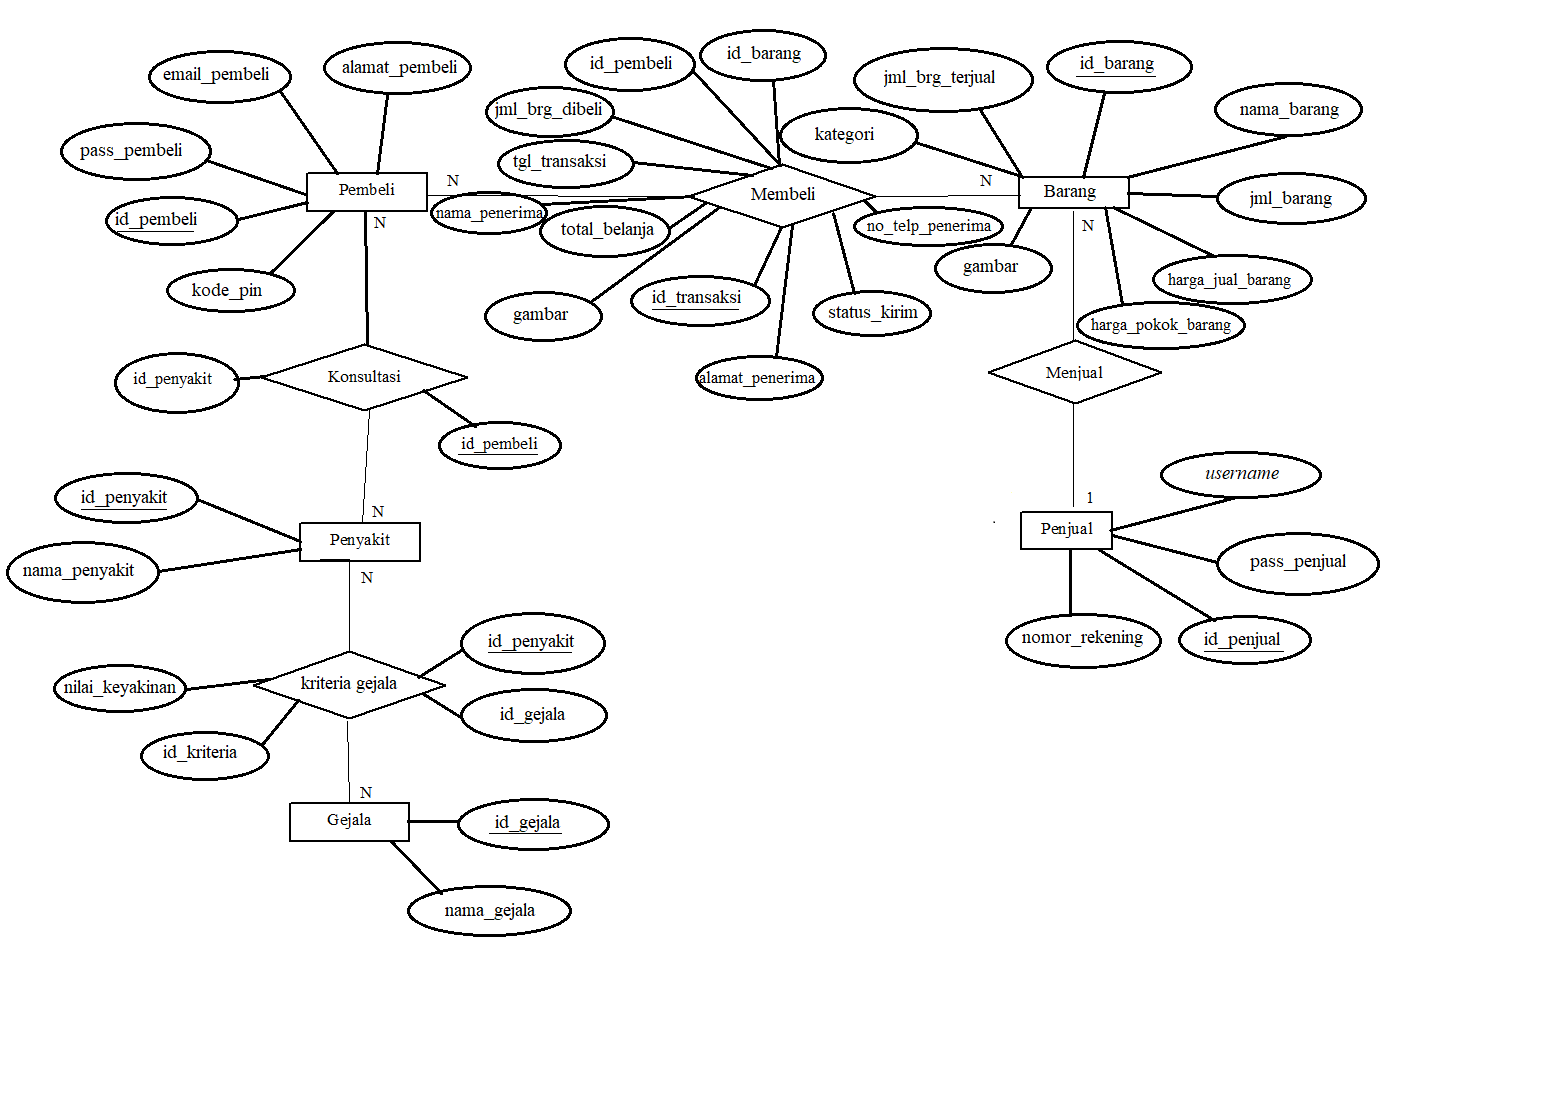 email_pembeli
alamat_pembeli
id_pembeli
id_barang
jml_brg_terjual
id_barang
nama_barang
jml_brg_dibeli
kategori
pass_pembeli
tgl_transaksi
Pembeli
N
Membeli
N
Barang
jml_barang
id_pembeli
N
nama_penerima
total_belanja
no_telp_penerima
N
gambar
harga_jual_barang
kode_pin
gambar
id_transaksi
status_kirim
harga_pokok_barang
id_penyakit
Konsultasi
alamat_penerima
Menjual
id_pembeli
username
id_penyakit
N
1
Penyakit
Penjual
nama_penyakit
N
pass_penjual
id_penyakit
nomor_rekening
id_penjual
nilai_keyakinan
kriteria gejala
id_gejala
id_kriteria
N
Gejala
id_gejala
nama_gejala